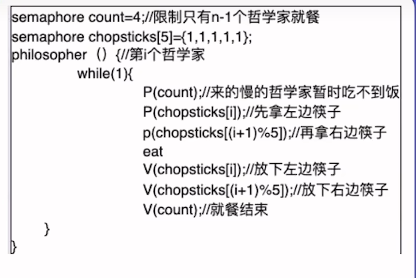 semaphore count=4;//限制只有n-1个哲学家就餐
semaphore chopsticks[5]={1,1,1,1,1};
philosopher（）{//第i个哲学家
while(1){
P(count);//来的慢的哲学家暂时吃不到饭
P(chopsticks[i]);//先拿左边筷子
p(chopsticks[(i+1)%5]);//再拿右边筷子
eat
V(chopsticks[i]);//放下左边筷子
V(chopsticks[(i+1)%5]);//放下右边筷子
V(count);//就餐结束
}
}